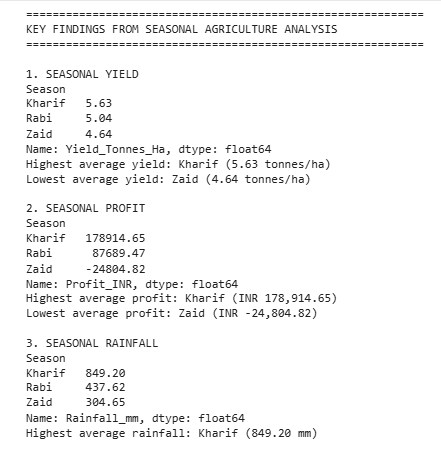 ================================================================
KEY FINDINGS FROM SEASONAL AGRICULTURE ANALYSIS
================================================================
1. SEASONAL YIELD
Season
Kharif   5.63
Rabi     5.04
Zaid     4.64
Name: Yield_Tonnes_Ha, dtype: float64
Highest average yield: Kharif (5.63 tonnes/ha)
Lowest average yield: Zaid (4.64 tonnes/ha)
2. SEASONAL PROFIT
Season
Kharif   178914.65
Rabi      87689.47
Zaid     -24804.82
Name: Profit_INR, dtype: float64
Highest average profit: Kharif (INR 178,914.65)
Lowest average profit: Zaid (INR -24,804.82)
3. SEASONAL RAINFALL
Season
Kharif   849.20
Rabi     437.62
Zaid     304.65
Name: Rainfall_mm, dtype: float64
Highest average rainfall: Kharif (849.20 mm)